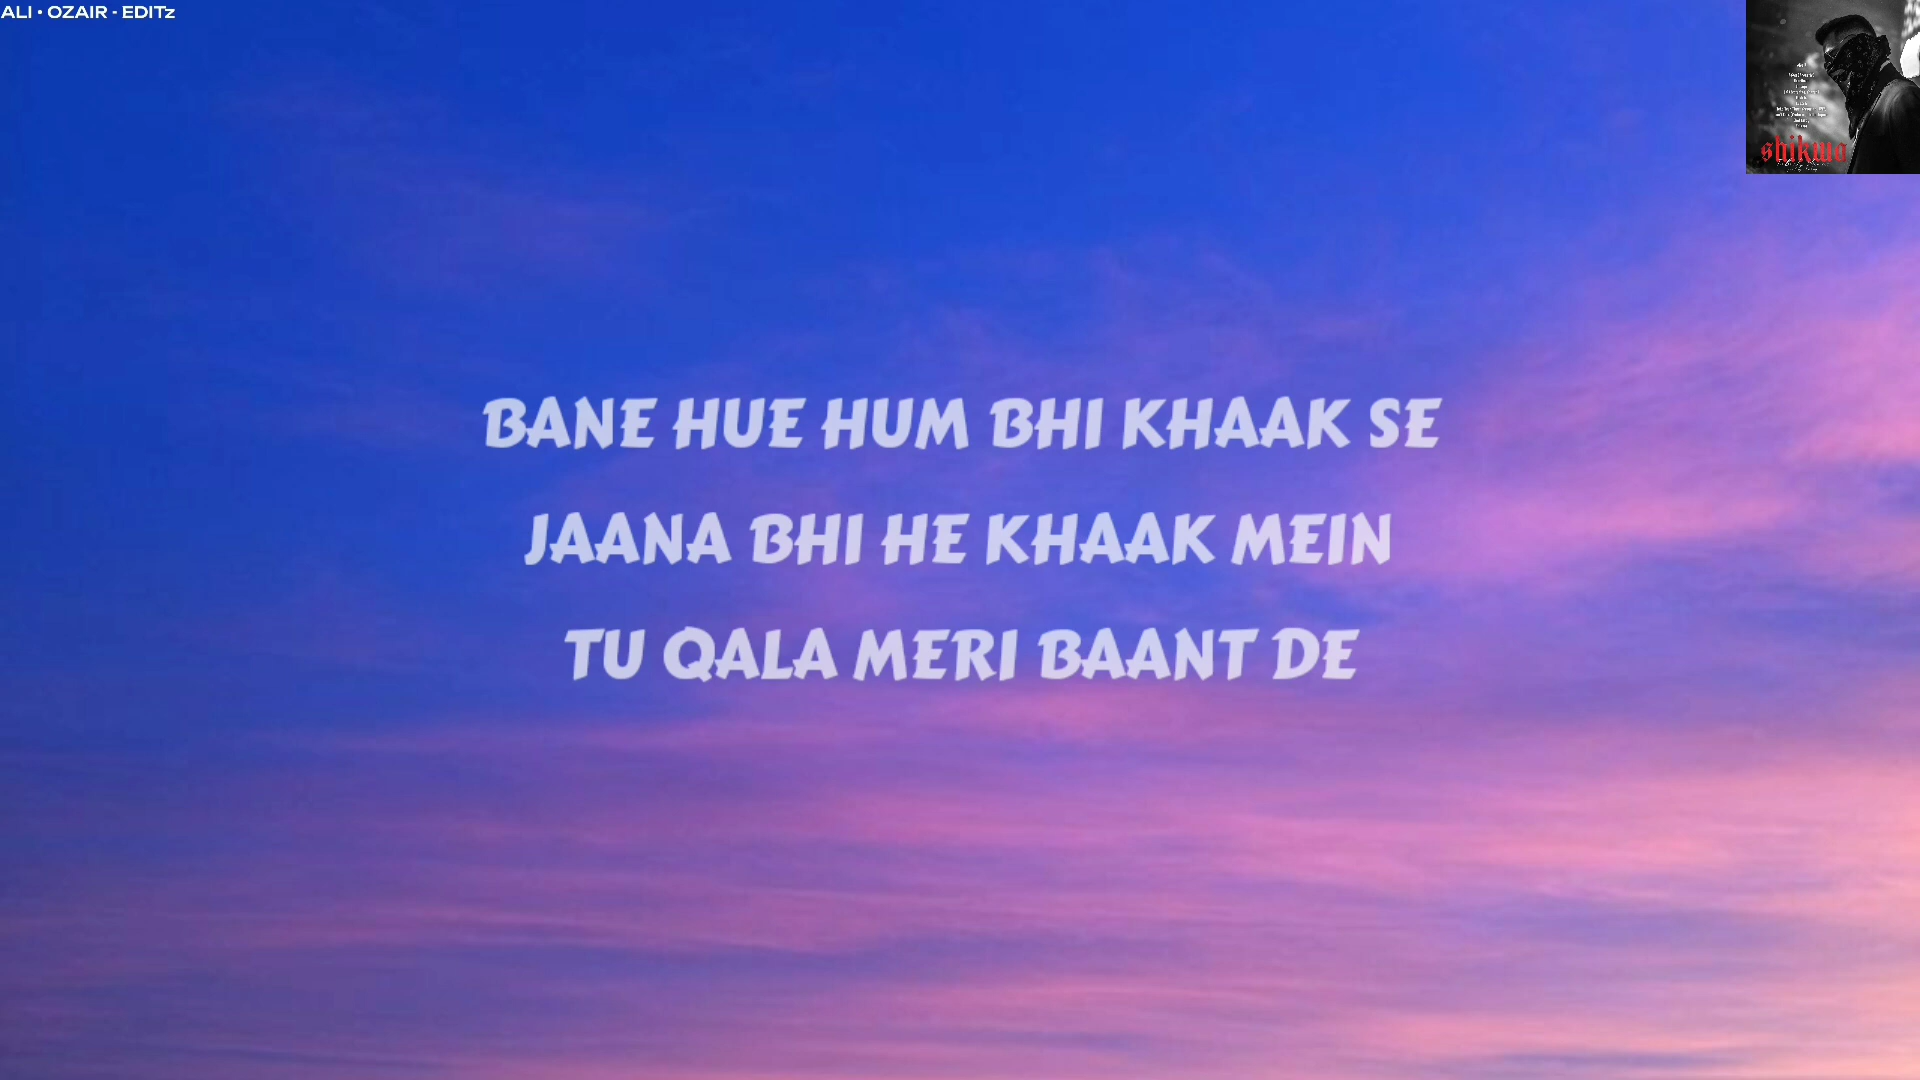 ALI • OZAIR - EDITz
shikwa
BANE HUE HUM BHI KHAAK SE
JAANA BHI HE KHAAK MEIN
TU QALA MERI BAANT DE